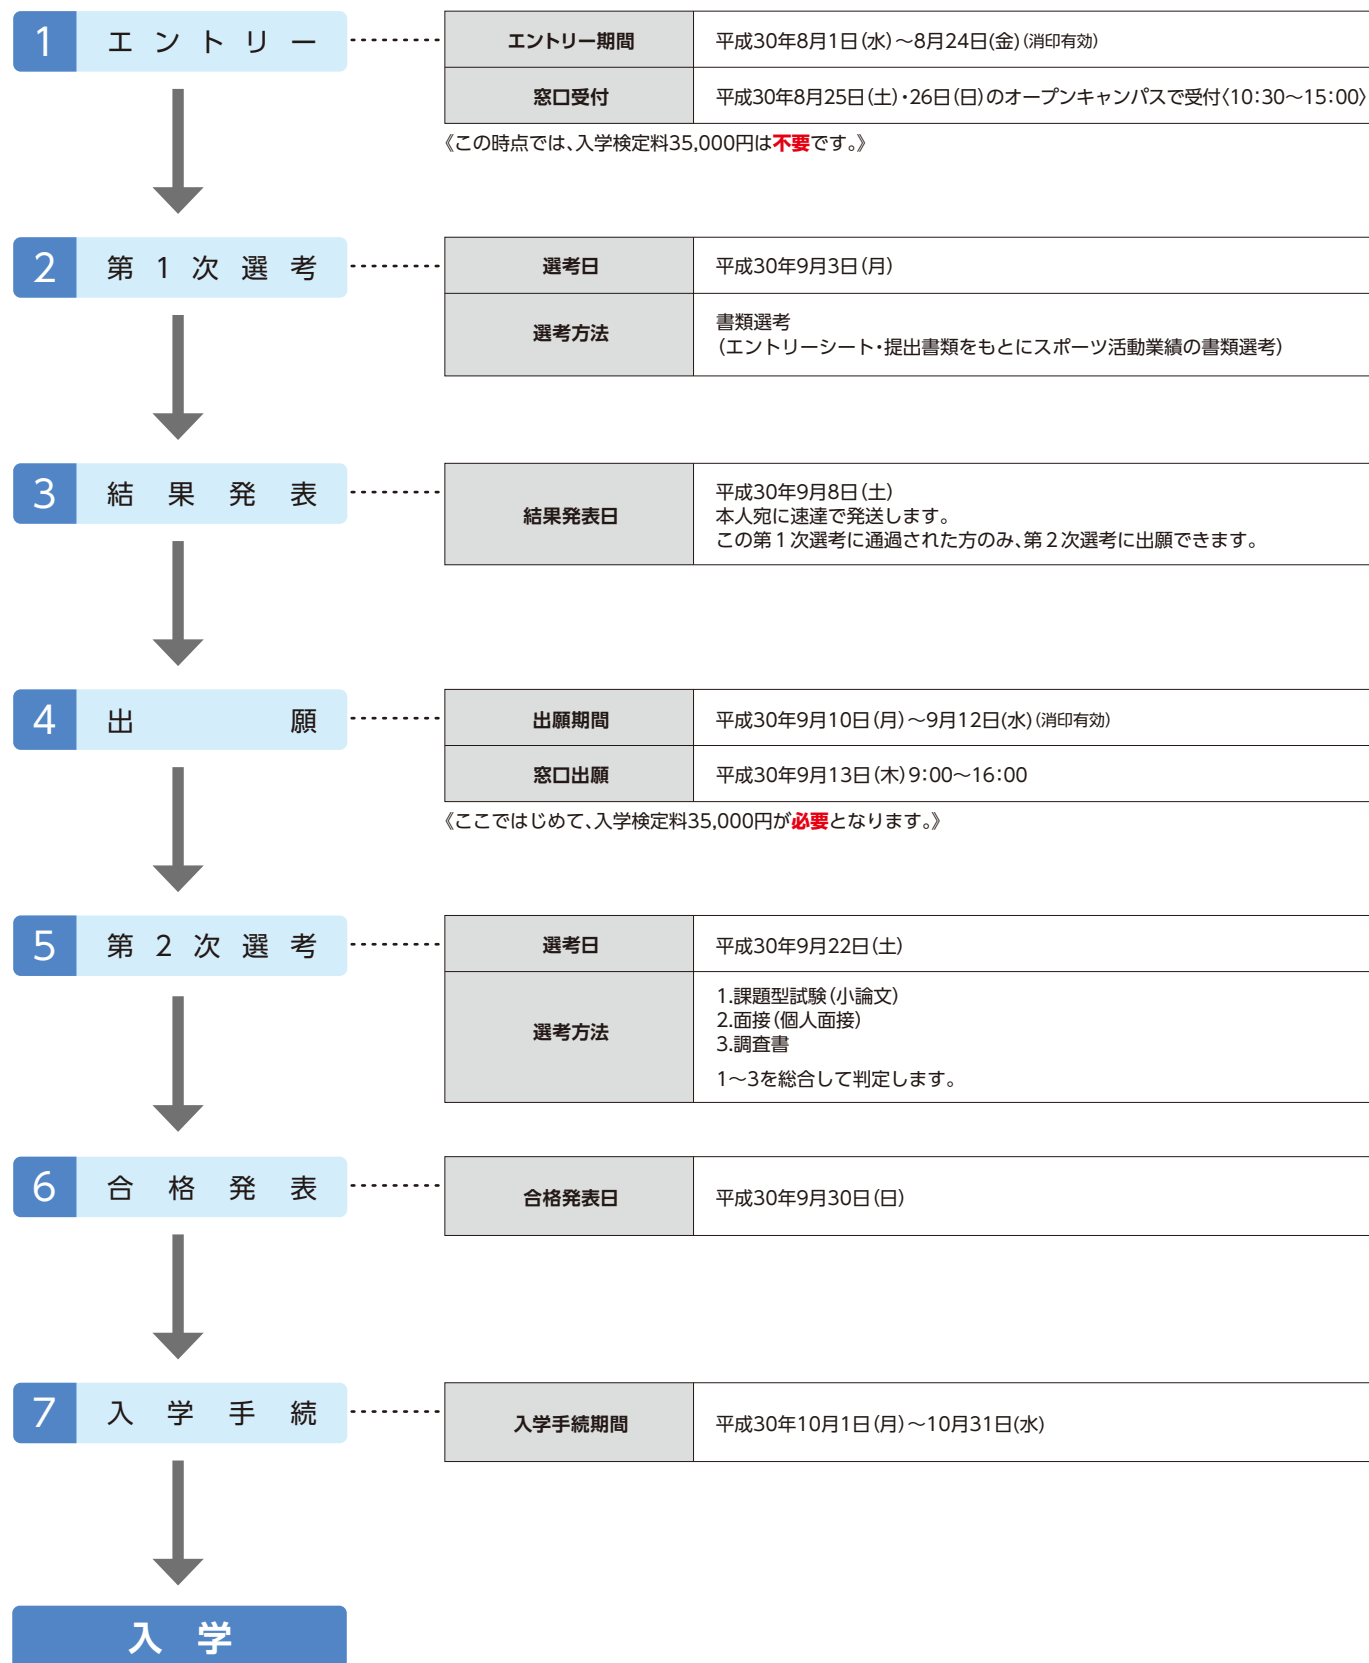 1 エントリー
エントリー期間 平成30年8月1日(水)～8月24日(金)(消印有効)
窓口受付 平成30年8月25日(土)・26日(日)のオープンキャンパスで受付〈10：30～15：00〉
《この時点では、入学検定料35,000円は不要です。》
2 第1次選考
選考日 平成30年9月3日(月)
選考方法 書類選考
(エントリーシート・提出書類をもとにスポーツ活動業績の書類選考)
3 結果発表
結果発表日 平成30年9月8日(土)
本人宛に速達で発送します。
この第1次選考に通過された方のみ、第2次選考に出願できます。
4 出願
出願期間 平成30年9月10日(月)～9月12日(水)(消印有効)
窓口出願 平成30年9月13日(木)9：00～16：00
《ここではじめて、入学検定料35,000円が必要となります。》
5 第2次選考
選考日 平成30年9月22日(土)
選考方法 1.課題型試験(小論文)
2.面接(個人面接)
3.調査書
1～3を総合して判定します。
6 合格発表
合格発表日 平成30年9月30日(日)
7 入学手続
入学手続期間 平成30年10月1日(月)～10月31日(水)
入学